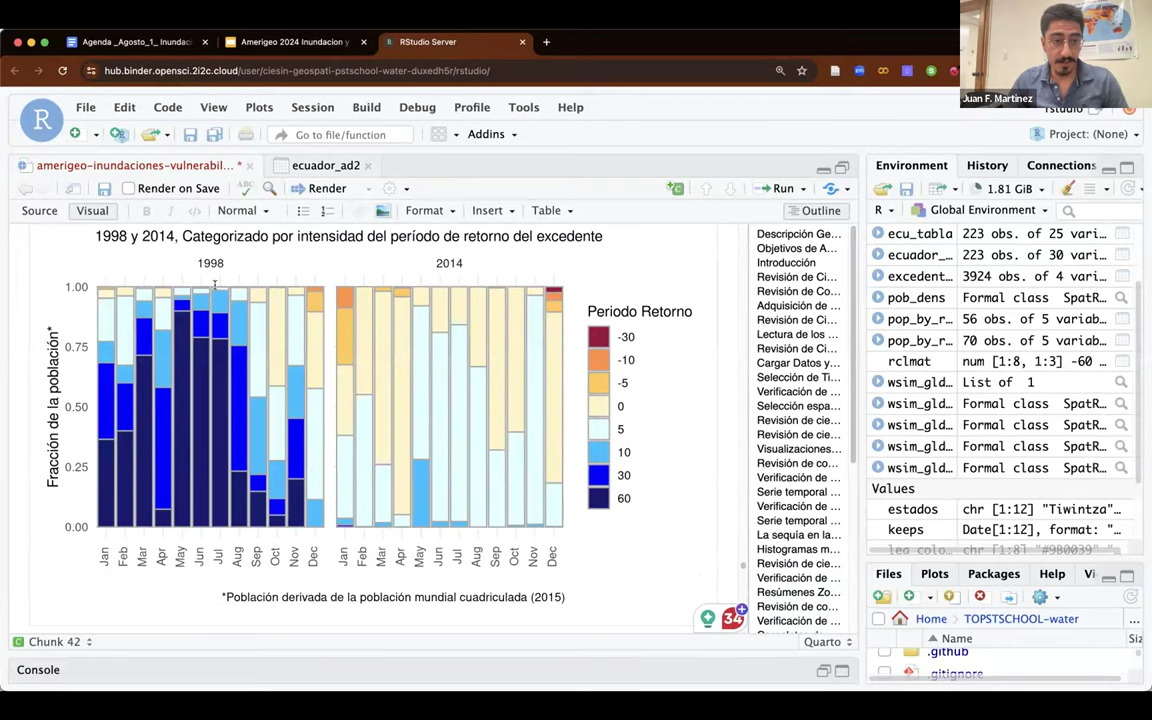 Agenda _Agosto_1_ Inundaci
Amerigeo 2024 Inundacion y
RStudio Server
hub.binder.opensci.2i2c.cloud/user/ciesin-geospati-pstschool-water-duxedh5r/rstudio/
Juan F. Martinez
File Edit Code View Plots Session Build Debug Profile Tools Help
rstudio
Go to file/function
Addins
Project: (None)
amerigeo-inundaciones-vulnerabil... *
ecuador_ad2
Render on Save
Render
Run
Source Visual
Normal
Format
Insert
Table
Outline
1998 y 2014, Categorizado por intensidad del período de retorno del excedente
1998 2014
Fracción de la población*
1.00
0.75
0.50
0.25
0.00
Jan Feb Mar Apr May Jun Jul Aug Sep Oct Nov Dec
Jan Feb Mar Apr May Jun Jul Aug Sep Oct Nov Dec
Periodo Retorno
-30
-10
-5
0
5
10
30
60
*Población derivada de la población mundial cuadriculada (2015)
34
Chunk 42
Quarto
Console
Descripción Ge...
Objetivos de A...
Introducción
Revisión de Ci...
Revisión de Co...
Adquisición de ...
Revisión de Ci...
Lectura de los ...
Revisión de Ci...
Cargar Datos y...
Selección de Ti...
Verificación de ...
Selección espa...
Revisión de cie...
Visualizaciones...
Revisión de cie...
Revisión de co...
Verificación de ...
Serie temporal ...
Verificación de ...
Serie temporal ...
La sequía en la...
Histogramas m...
Revisión de cie...
Verificación de ...
Resúmenes Zo...
Revisión de co...
Verificación de ...
Environment History Connections
1.81 GiB
R
Global Environment
ecu_tabla 223 obs. of 25 vari...
ecuador_... 223 obs. of 30 vari...
excedent... 3924 obs. of 4 varia...
pob_dens Formal class SpatR...
pop_by_r... 56 obs. of 5 variab...
pop_by_r... 70 obs. of 5 variab...
rclmat num [1:8, 1:3] -60 ...
wsim_gld... List of 1
wsim_gld... Formal class SpatR...
wsim_gld... Formal class SpatR...
wsim_gld... Formal class SpatR...
wsim_gld... Formal class SpatR...
Values
estados chr [1:12] "Tiwintza"...
keeps Date[1:12], format: "...
Files Plots Packages Help Vi
Home TOPSTSCHOOL-water
...
Name
Siz
.github
.gitignore